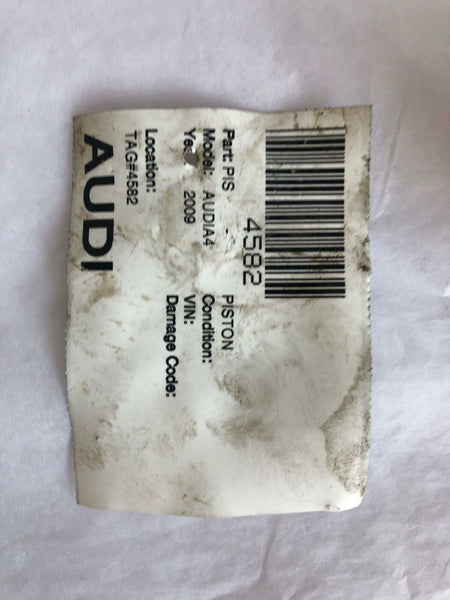 4582
Part: PIS - PISTON
Model: AUDIA4 Condition:
Year: 2009 VIN:
Damage Code:
Location:
TAG#4582
AUDI